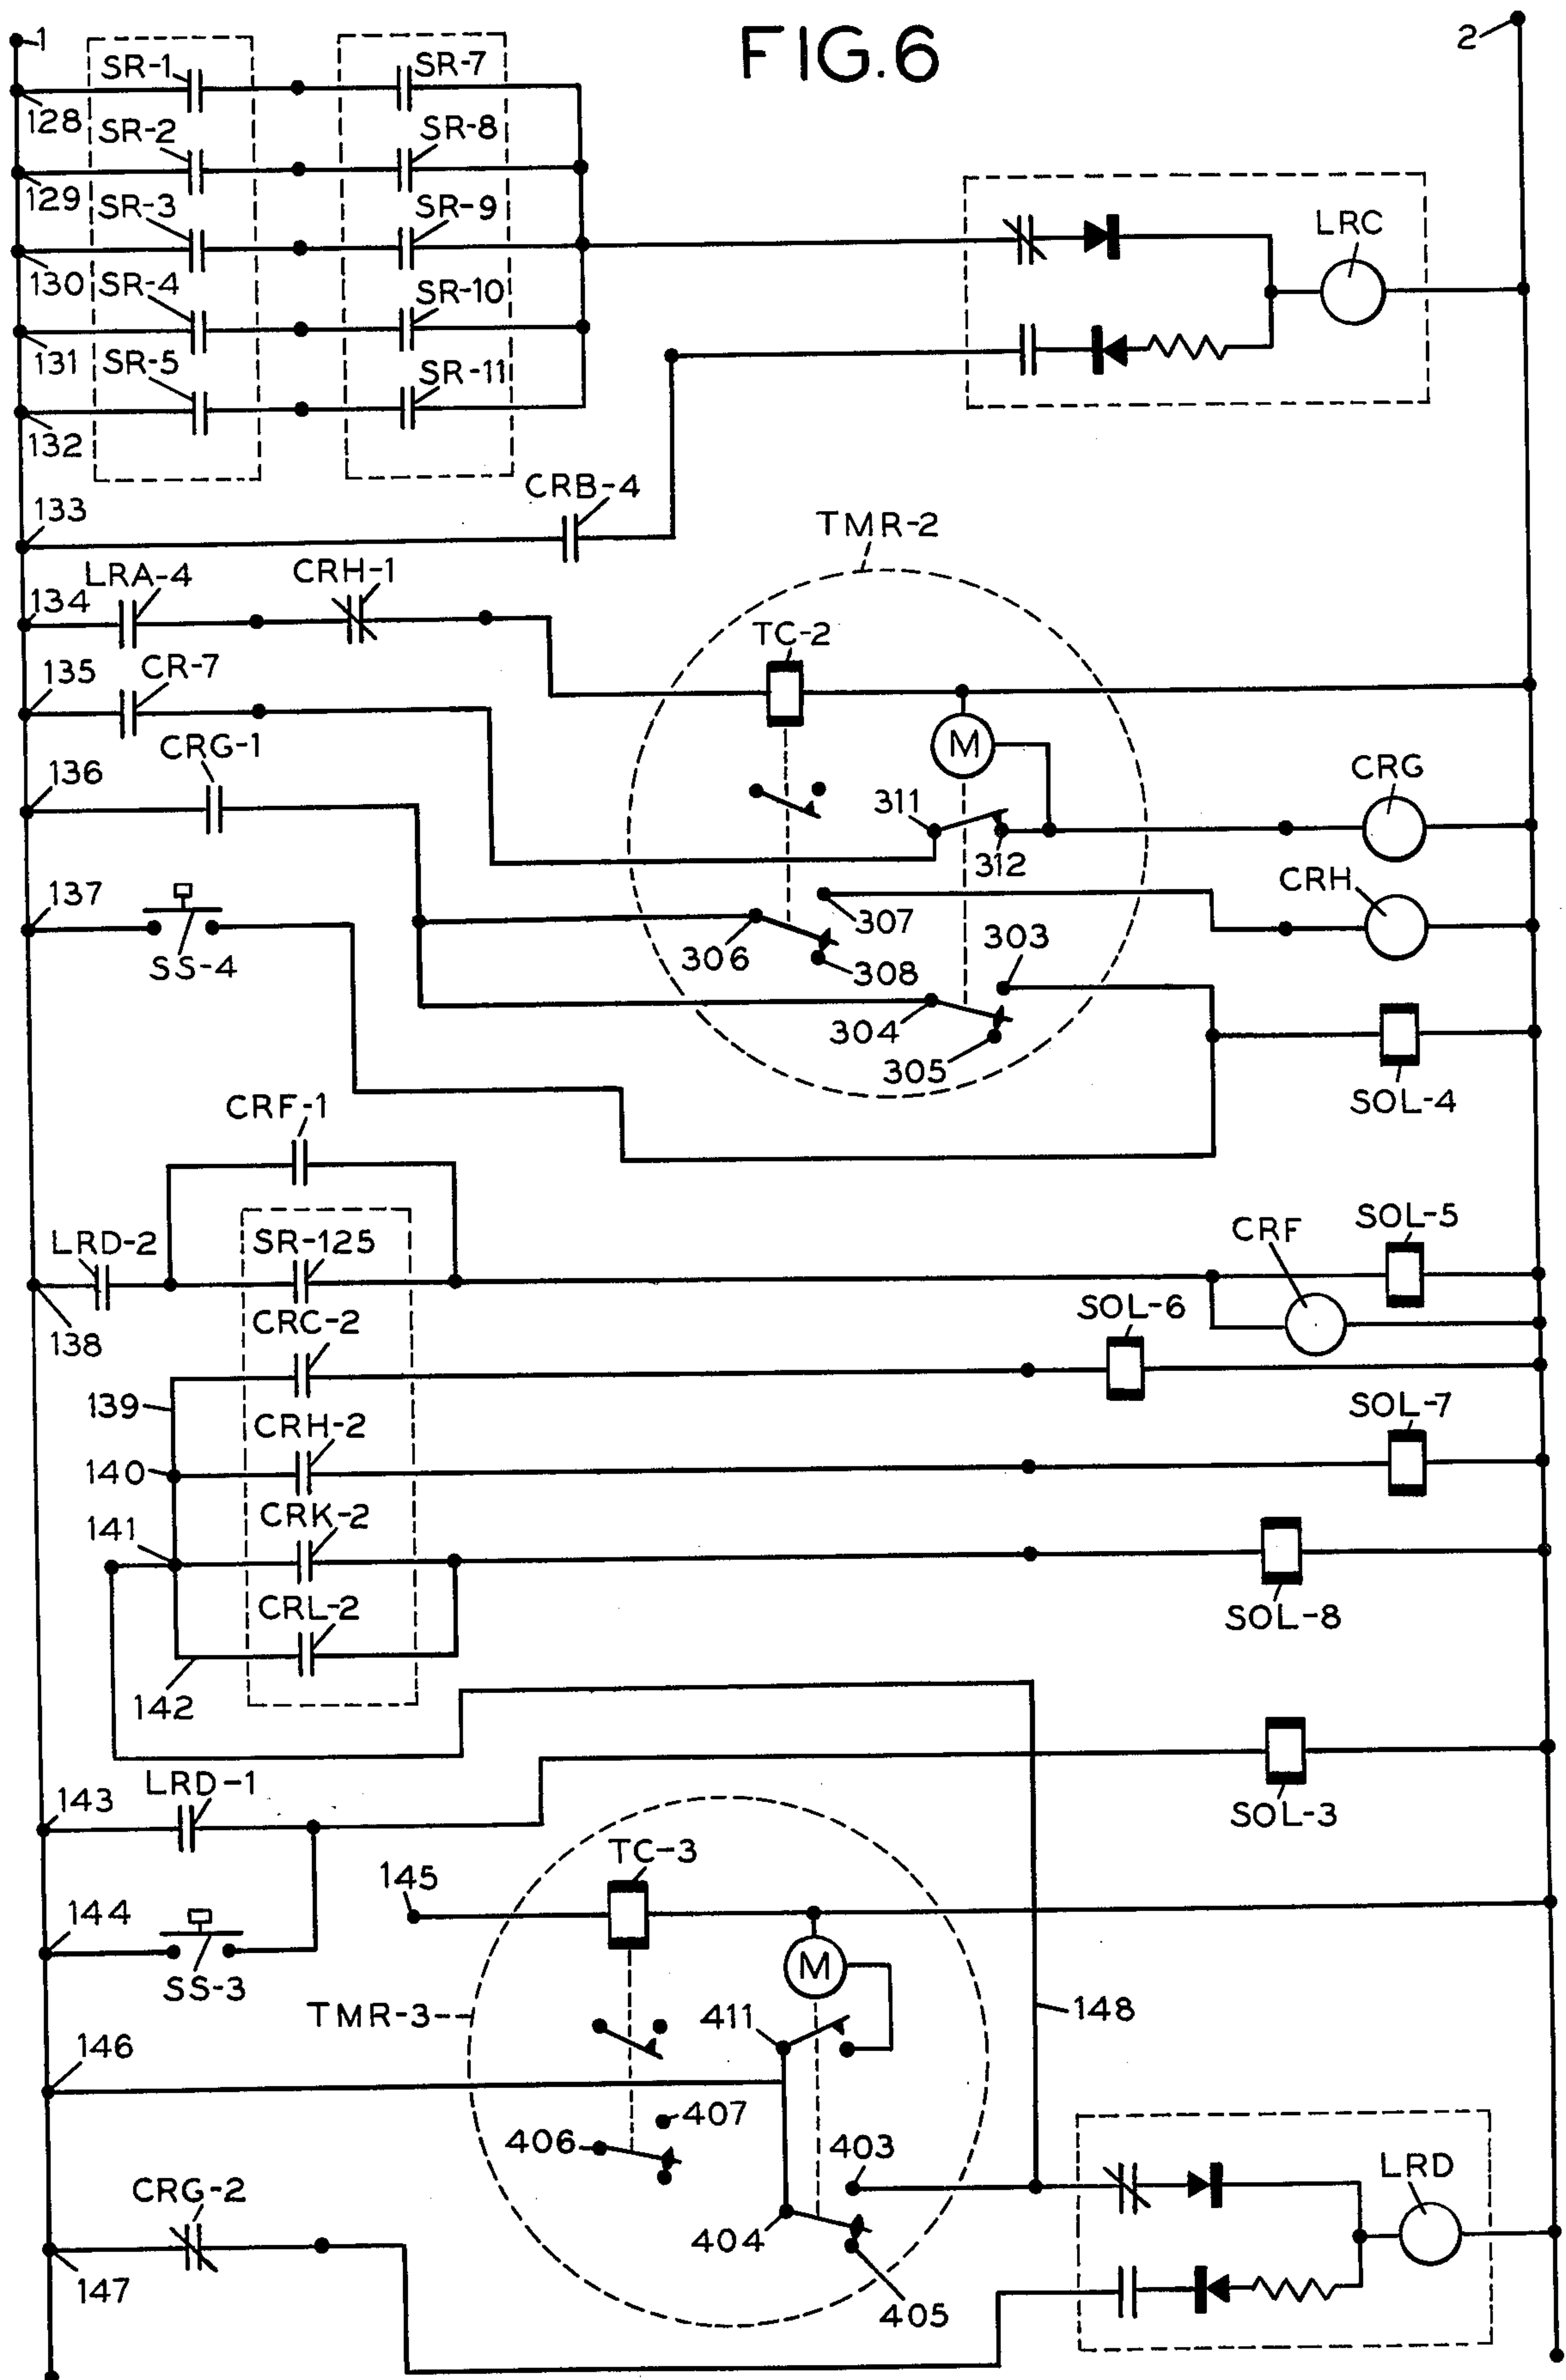 FIG.6
1
2
SR-1
SR-7
128
SR-2
SR-8
129
SR-3
SR-9
LRC
130
SR-4
SR-10
131
SR-5
SR-11
132
CRB-4
133
TMR-2
LRA-4
CRH-1
134
TC-2
135
CR-7
CRG-1
M
136
CRG
311
312
CRH
137
307
303
SS-4
306
308
304
305
SOL-4
CRF-1
LRD-2
SR-125
CRF
SOL-5
138
CRC-2
SOL-6
139
CRH-2
SOL-7
140
CRK-2
141
CRL-2
SOL-8
142
LRD-1
143
SOL-3
TC-3
145
144
M
SS-3
TMR-3
411
148
146
407
406
403
LRD
CRG-2
404
147
405